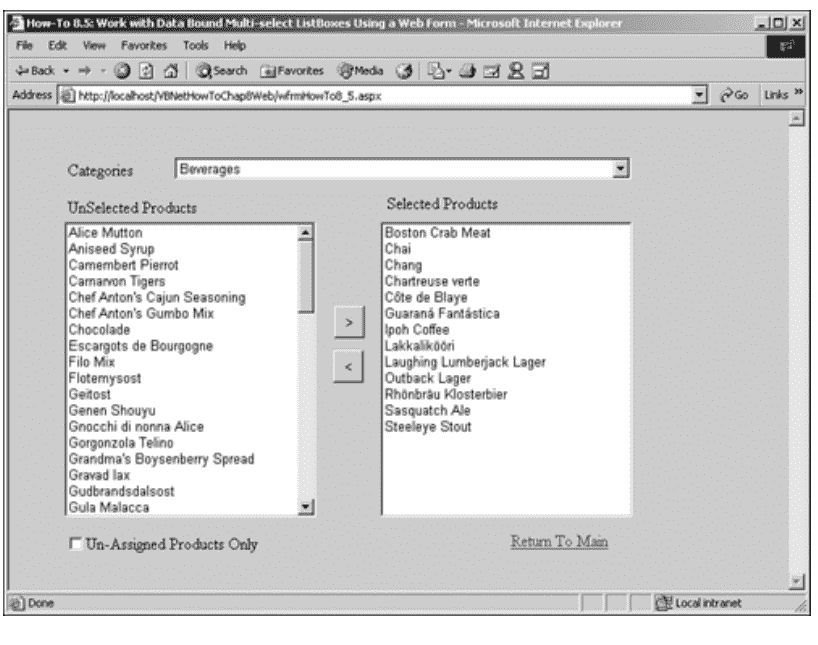 How-To 8.5: Work with Data Bound Multi-select ListBoxes Using a Web Form - Microsoft Internet Explorer
File Edit View Favorites Tools Help
Back Search Favorites Media
Address http://localhost/VBNetHowToChap8Web/wfrmHowTo8_5.aspx Go Links »
Categories Beverages
UnSelected Products
Selected Products
Alice Mutton
Aniseed Syrup
Camembert Pierrot
Carnarvon Tigers
Chef Anton's Cajun Seasoning
Chef Anton's Gumbo Mix
Chocolade
Escargots de Bourgogne
Filo Mix
Flotemysost
Geitost
Genen Shouyu
Gnocchi di nonna Alice
Gorgonzola Telino
Grandma's Boysenberry Spread
Gravad lax
Gudbrandsdalsost
Gula Malacca
>
<
Boston Crab Meat
Chai
Chang
Chartreuse verte
Côte de Blaye
Guaraná Fantástica
Ipoh Coffee
Lakkalikööri
Laughing Lumberjack Lager
Outback Lager
Rhönbräu Klosterbier
Sasquatch Ale
Steeleye Stout
Un-Assigned Products Only
Return To Main
Done
Local intranet